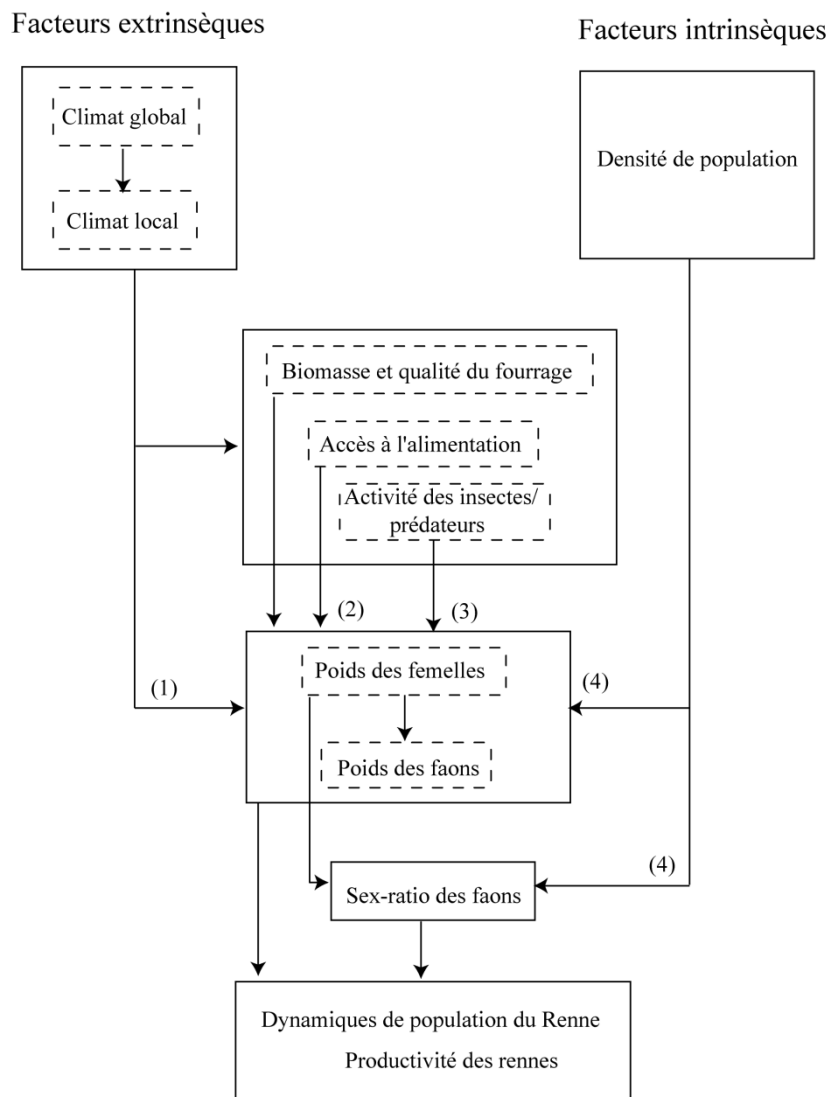 Facteurs extrinsèques
Facteurs intrinsèques
Climat global
Climat local
Densité de population
Biomasse et qualité du fourrage
Accès à l'alimentation
Activité des insectes/
prédateurs
(2)
(3)
(1)
(4)
Poids des femelles
Poids des faons
(4)
Sex-ratio des faons
Dynamiques de population du Renne
Productivité des rennes